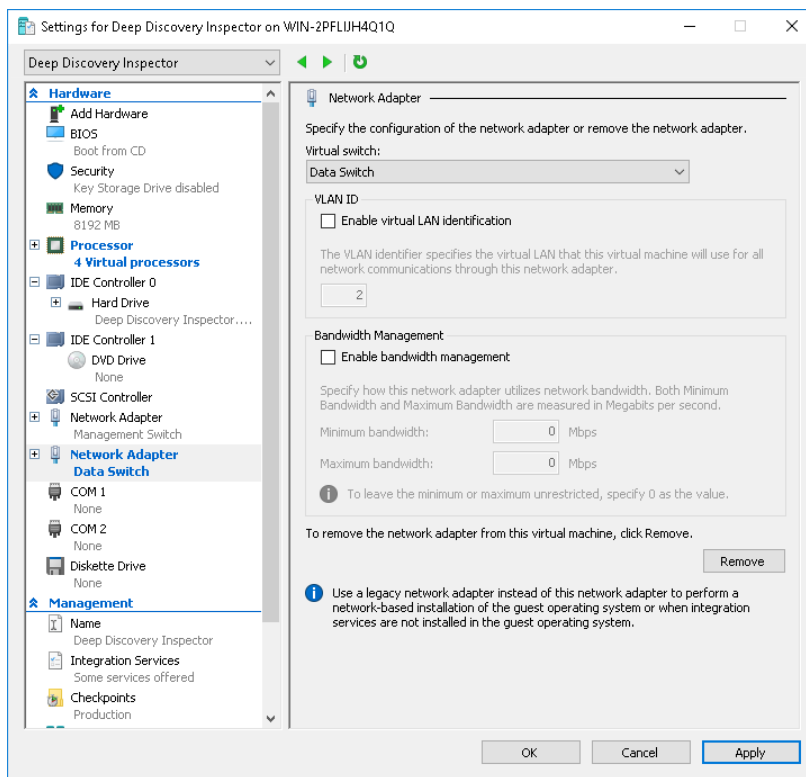 Settings for Deep Discovery Inspector on WIN-2PFLIJH4Q1Q
Deep Discovery Inspector
Hardware
Add Hardware
BIOS
Boot from CD
Security
Key Storage Drive disabled
Memory
8192 MB
Processor
4 Virtual processors
IDE Controller 0
Hard Drive
Deep Discovery Inspector....
IDE Controller 1
DVD Drive
None
SCSI Controller
Network Adapter
Management Switch
Network Adapter
Data Switch
COM 1
None
COM 2
None
Diskette Drive
None
Management
Name
Deep Discovery Inspector
Integration Services
Some services offered
Checkpoints
Production
Network Adapter
Specify the configuration of the network adapter or remove the network adapter.
Virtual switch:
Data Switch
VLAN ID
Enable virtual LAN identification
The VLAN identifier specifies the virtual LAN that this virtual machine will use for all
network communications through this network adapter.
2
Bandwidth Management
Enable bandwidth management
Specify how this network adapter utilizes network bandwidth. Both Minimum
Bandwidth and Maximum Bandwidth are measured in Megabits per second.
Minimum bandwidth: 0 Mbps
Maximum bandwidth: 0 Mbps
To leave the minimum or maximum unrestricted, specify 0 as the value.
To remove the network adapter from this virtual machine, click Remove.
Remove
Use a legacy network adapter instead of this network adapter to perform a
network-based installation of the guest operating system or when integration
services are not installed in the guest operating system.
OK Cancel Apply